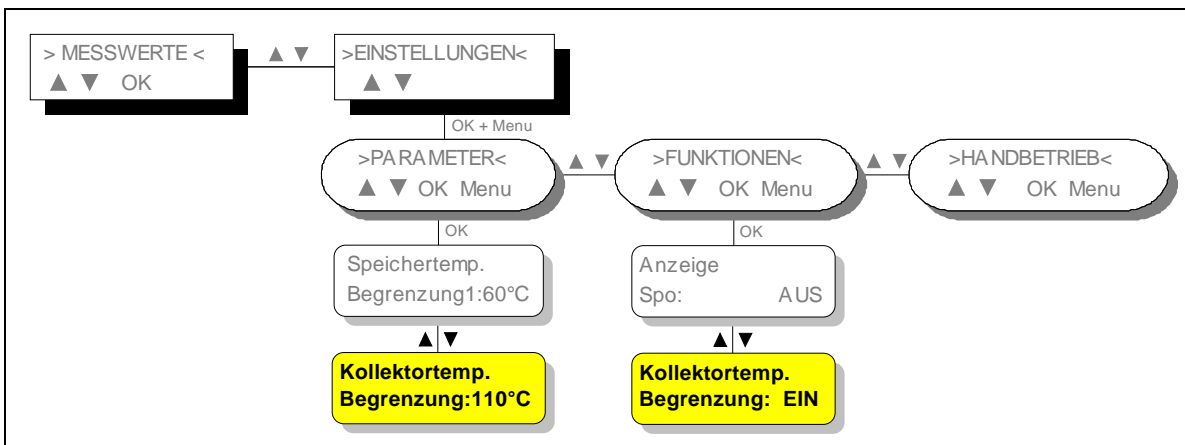 > MESSWERTE <
▲ ▼ OK
▲ ▼
>EINSTELLUNGEN<
▲ ▼
OK + Menu
>PARAMETER<
▲ ▼ OK Menu
▲ ▼
>FUNKTIONEN<
▲ ▼ OK Menu
▲ ▼
>HANDBETRIEB<
▲ ▼ OK Menu
OK
OK
Speichertemp.
Begrenzung1:60°C
Anzeige
Spo: AUS
▲ ▼
▲ ▼
Kollektortemp.
Begrenzung:110°C
Kollektortemp.
Begrenzung: EIN